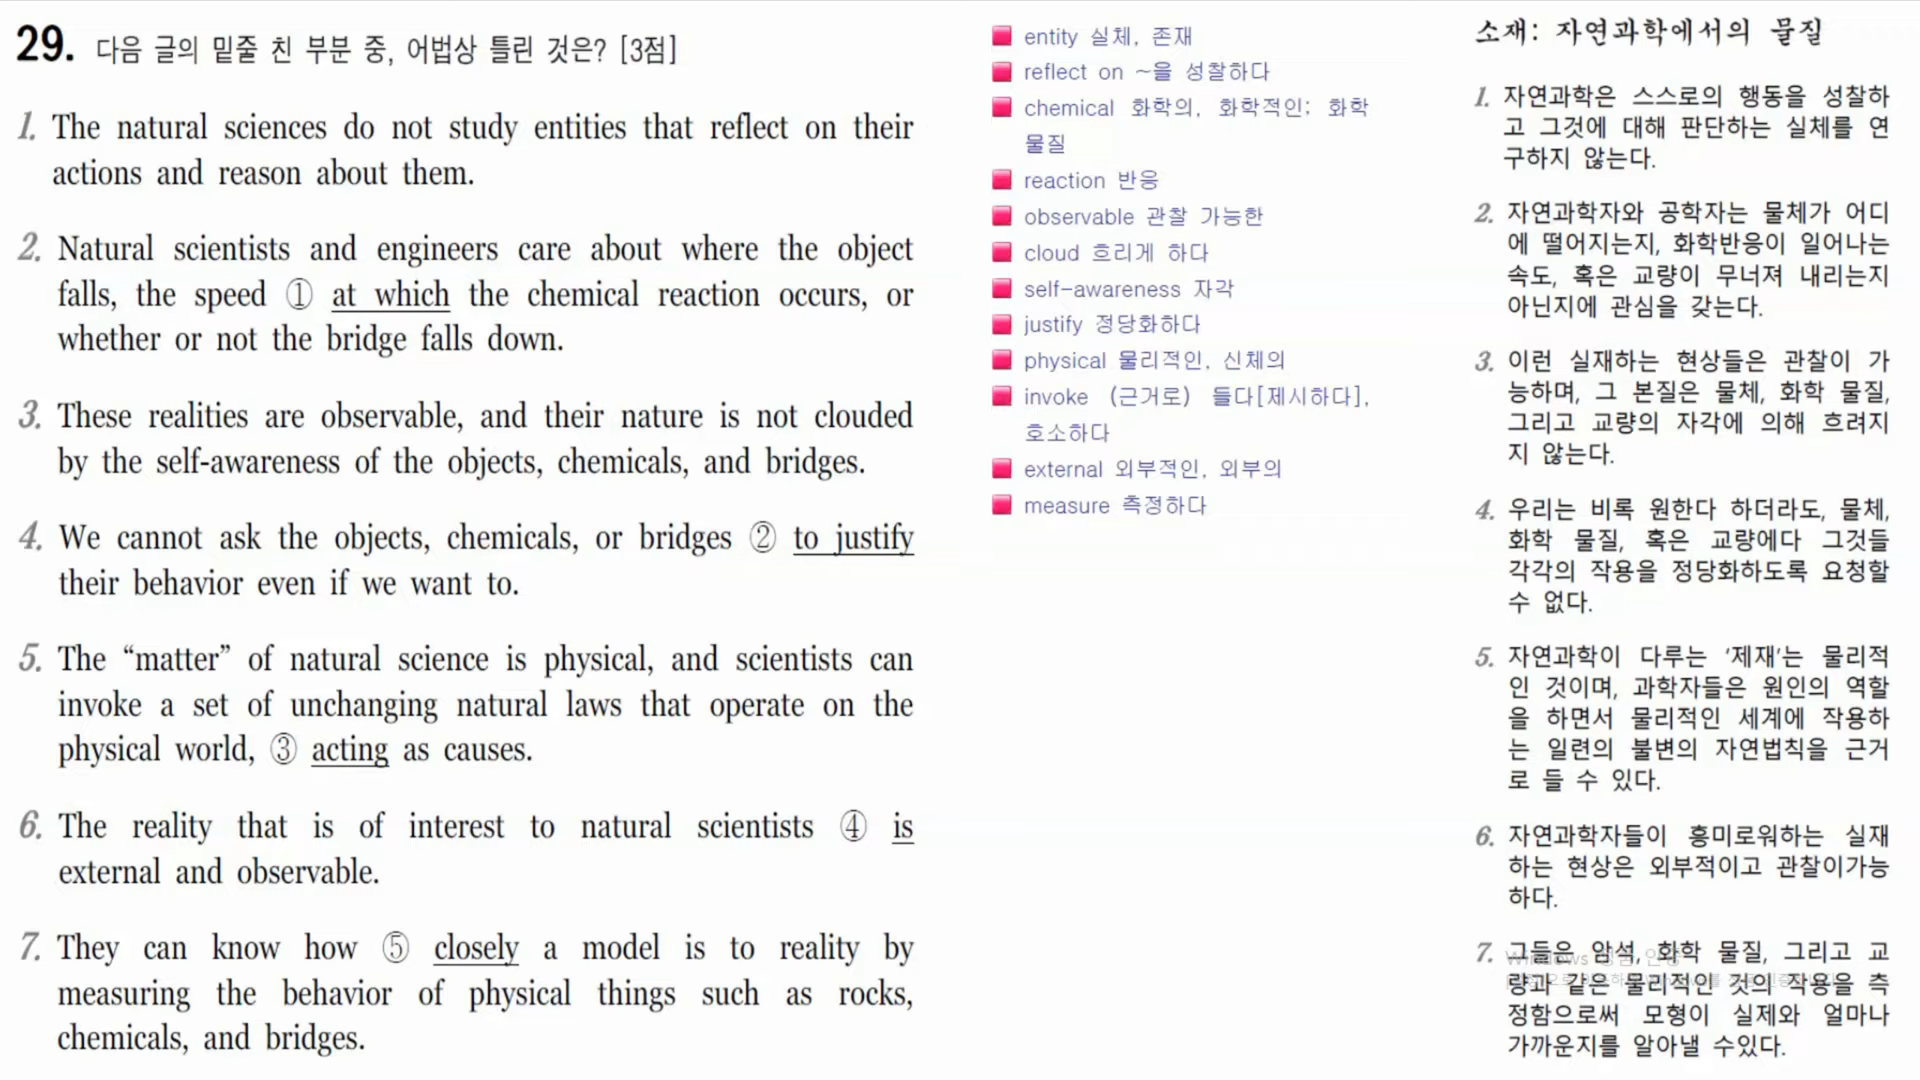 29. 다음 글의 밑줄 친 부분 중, 어법상 틀린 것은? [3점]
1. The natural sciences do not study entities that reflect on their
actions and reason about them.
2. Natural scientists and engineers care about where the object
falls, the speed ① at which the chemical reaction occurs, or
whether or not the bridge falls down.
3. These realities are observable, and their nature is not clouded
by the self-awareness of the objects, chemicals, and bridges.
4. We cannot ask the objects, chemicals, or bridges ② to justify
their behavior even if we want to.
5. The “matter” of natural science is physical, and scientists can
invoke a set of unchanging natural laws that operate on the
physical world, ③ acting as causes.
6. The reality that is of interest to natural scientists ④ is
external and observable.
7. They can know how ⑤ closely a model is to reality by
measuring the behavior of physical things such as rocks,
chemicals, and bridges.
entity 실체, 존재
reflect on ~을 성찰하다
chemical 화학의, 화학적인; 화학
물질
reaction 반응
observable 관찰 가능한
cloud 흐리게 하다
self-awareness 자각
justify 정당화하다
physical 물리적인, 신체의
invoke (근거로) 들다[제시하다],
호소하다
external 외부적인, 외부의
measure 측정하다
소재: 자연과학에서의 물질
1. 자연과학은 스스로의 행동을 성찰하
고 그것에 대해 판단하는 실체를 연
구하지 않는다.
2. 자연과학자와 공학자는 물체가 어디
에 떨어지는지, 화학반응이 일어나는
속도, 혹은 교량이 무너져 내리는지
아닌지에 관심을 갖는다.
3. 이런 실재하는 현상들은 관찰이 가
능하며, 그 본질은 물체, 화학 물질,
그리고 교량의 자각에 의해 흐려지
지 않는다.
4. 우리는 비록 원한다 하더라도, 물체,
화학 물질, 혹은 교량에다 그것들
각각의 작용을 정당화하도록 요청할
수 없다.
5. 자연과학이 다루는 ‘제재’는 물리적
인 것이며, 과학자들은 원인의 역할
을 하면서 물리적인 세계에 작용하
는 일련의 불변의 자연법칙을 근거
로 들 수 있다.
6. 자연과학자들이 흥미로워하는 실재
하는 현상은 외부적이고 관찰이가능
하다.
7. 그들은 암석, 화학 물질, 그리고 교
량과 같은 물리적인 것의 작용을 측
정함으로써 모형이 실제와 얼마나
가까운지를 알아낼 수있다.
Windows